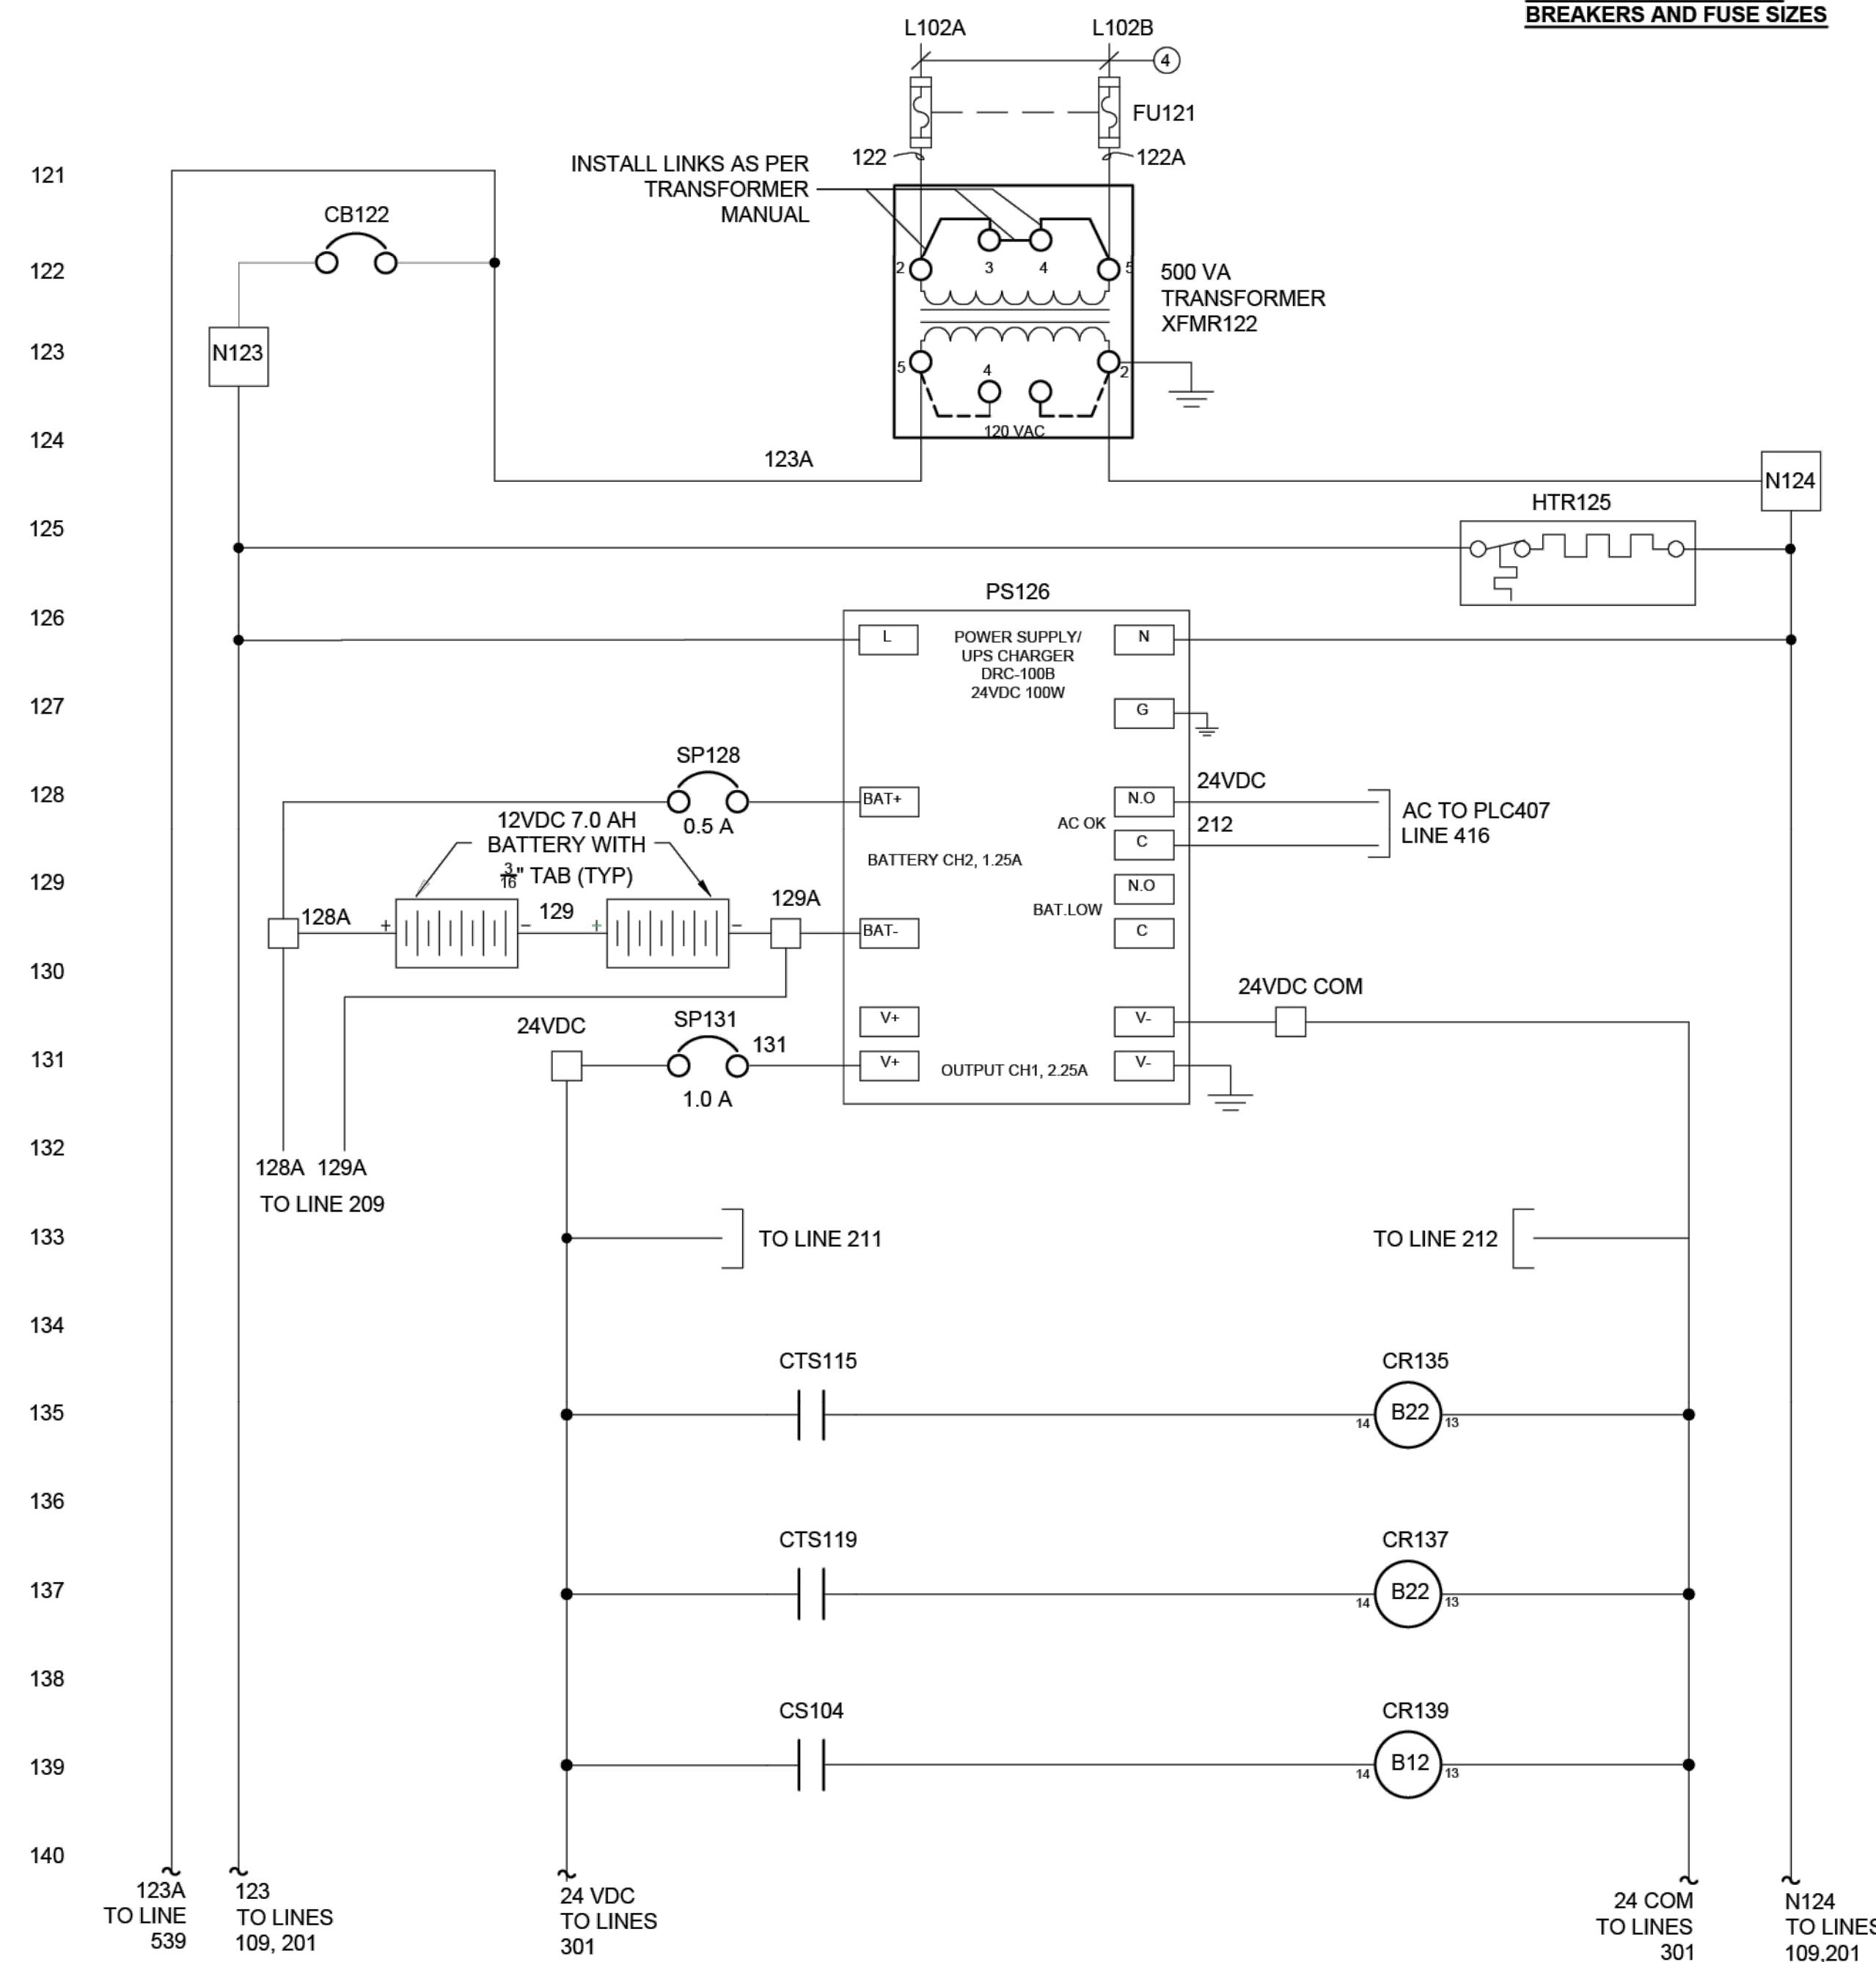 BREAKERS AND FUSE SIZES
L102A
L102B
4
FU121
122
122A
121
INSTALL LINKS AS PER
TRANSFORMER
MANUAL
CB122
122
2
3
4
5
500 VA
TRANSFORMER
XFMR122
123
N123
5
4
2
124
120 VAC
123A
N124
125
HTR125
PS126
126
L
POWER SUPPLY/
UPS CHARGER
DRC-100B
24VDC 100W
N
127
G
SP128
128
BAT+
0.5 A
N.O
24VDC
AC OK
C
212
AC TO PLC407
LINE 416
12VDC 7.0 AH
BATTERY WITH
3/16" TAB (TYP)
BATTERY CH2, 1.25A
129
N.O
BAT.LOW
C
128A
+
-
129
+
-
129A
BAT-
130
24VDC COM
24VDC
SP131
131
V+
V-
131
V+
OUTPUT CH1, 2.25A
V-
1.0 A
132
128A
129A
TO LINE 209
133
TO LINE 211
TO LINE 212
134
CTS115
CR135
135
14
B22
13
136
CTS119
CR137
137
14
B22
13
138
CS104
CR139
139
14
B12
13
140
123A
TO LINE
539
123
TO LINES
109, 201
24 VDC
TO LINES
301
24 COM
TO LINES
301
N124
TO LINES
109,201